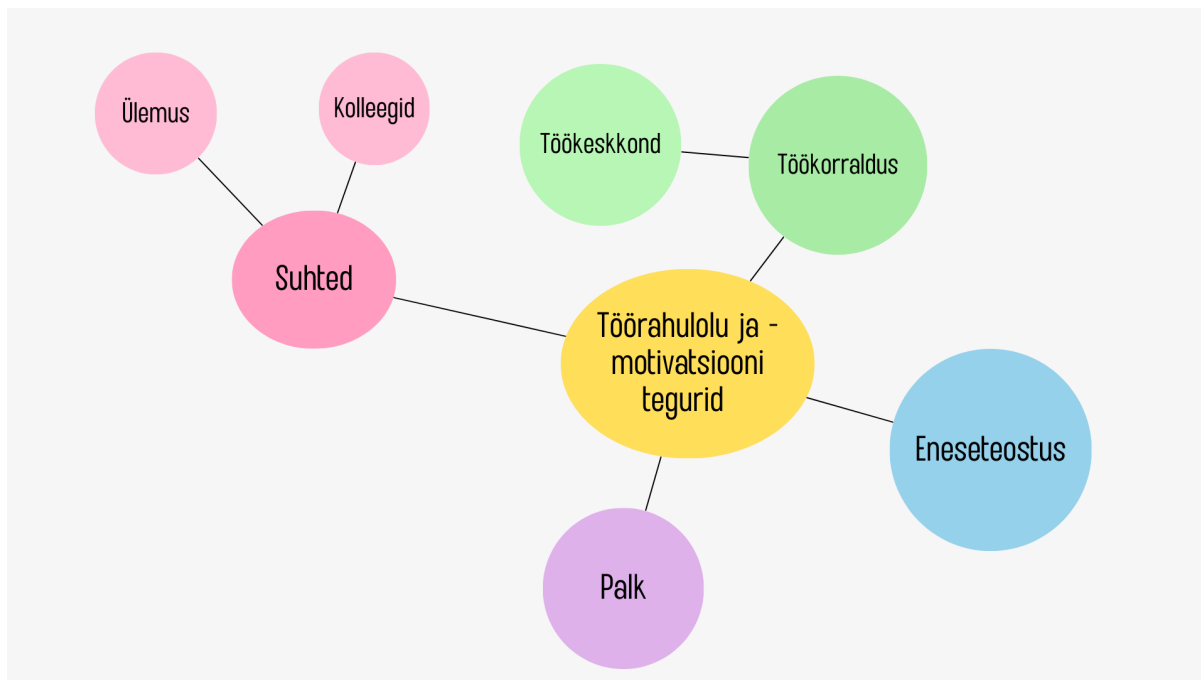 Ülemus
Kolleegid
Töökeskkond
Töökorraldus
Suhted
Töörahulolu ja -
motivatsiooni
tegurid
Eneseteostus
Palk